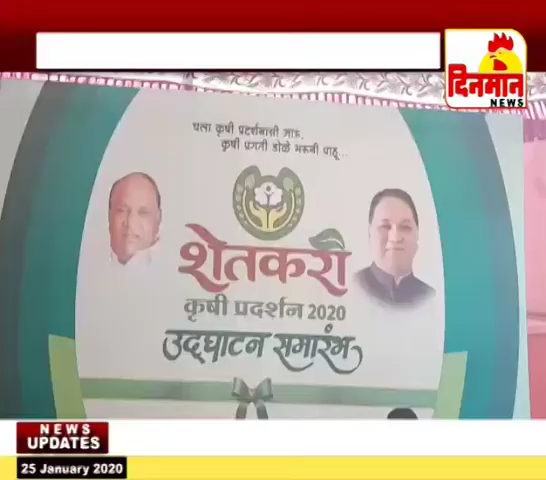 दिनमान
NEWS
चला कृषी प्रदर्शनासी जाऊ,
कृषी प्रगती डोळे भरूनी पाहू...
शेतकरी
कृषी प्रदर्शन 2020
उद्‌घाटन समारंभ
NEWS
UPDATES
25 January 2020